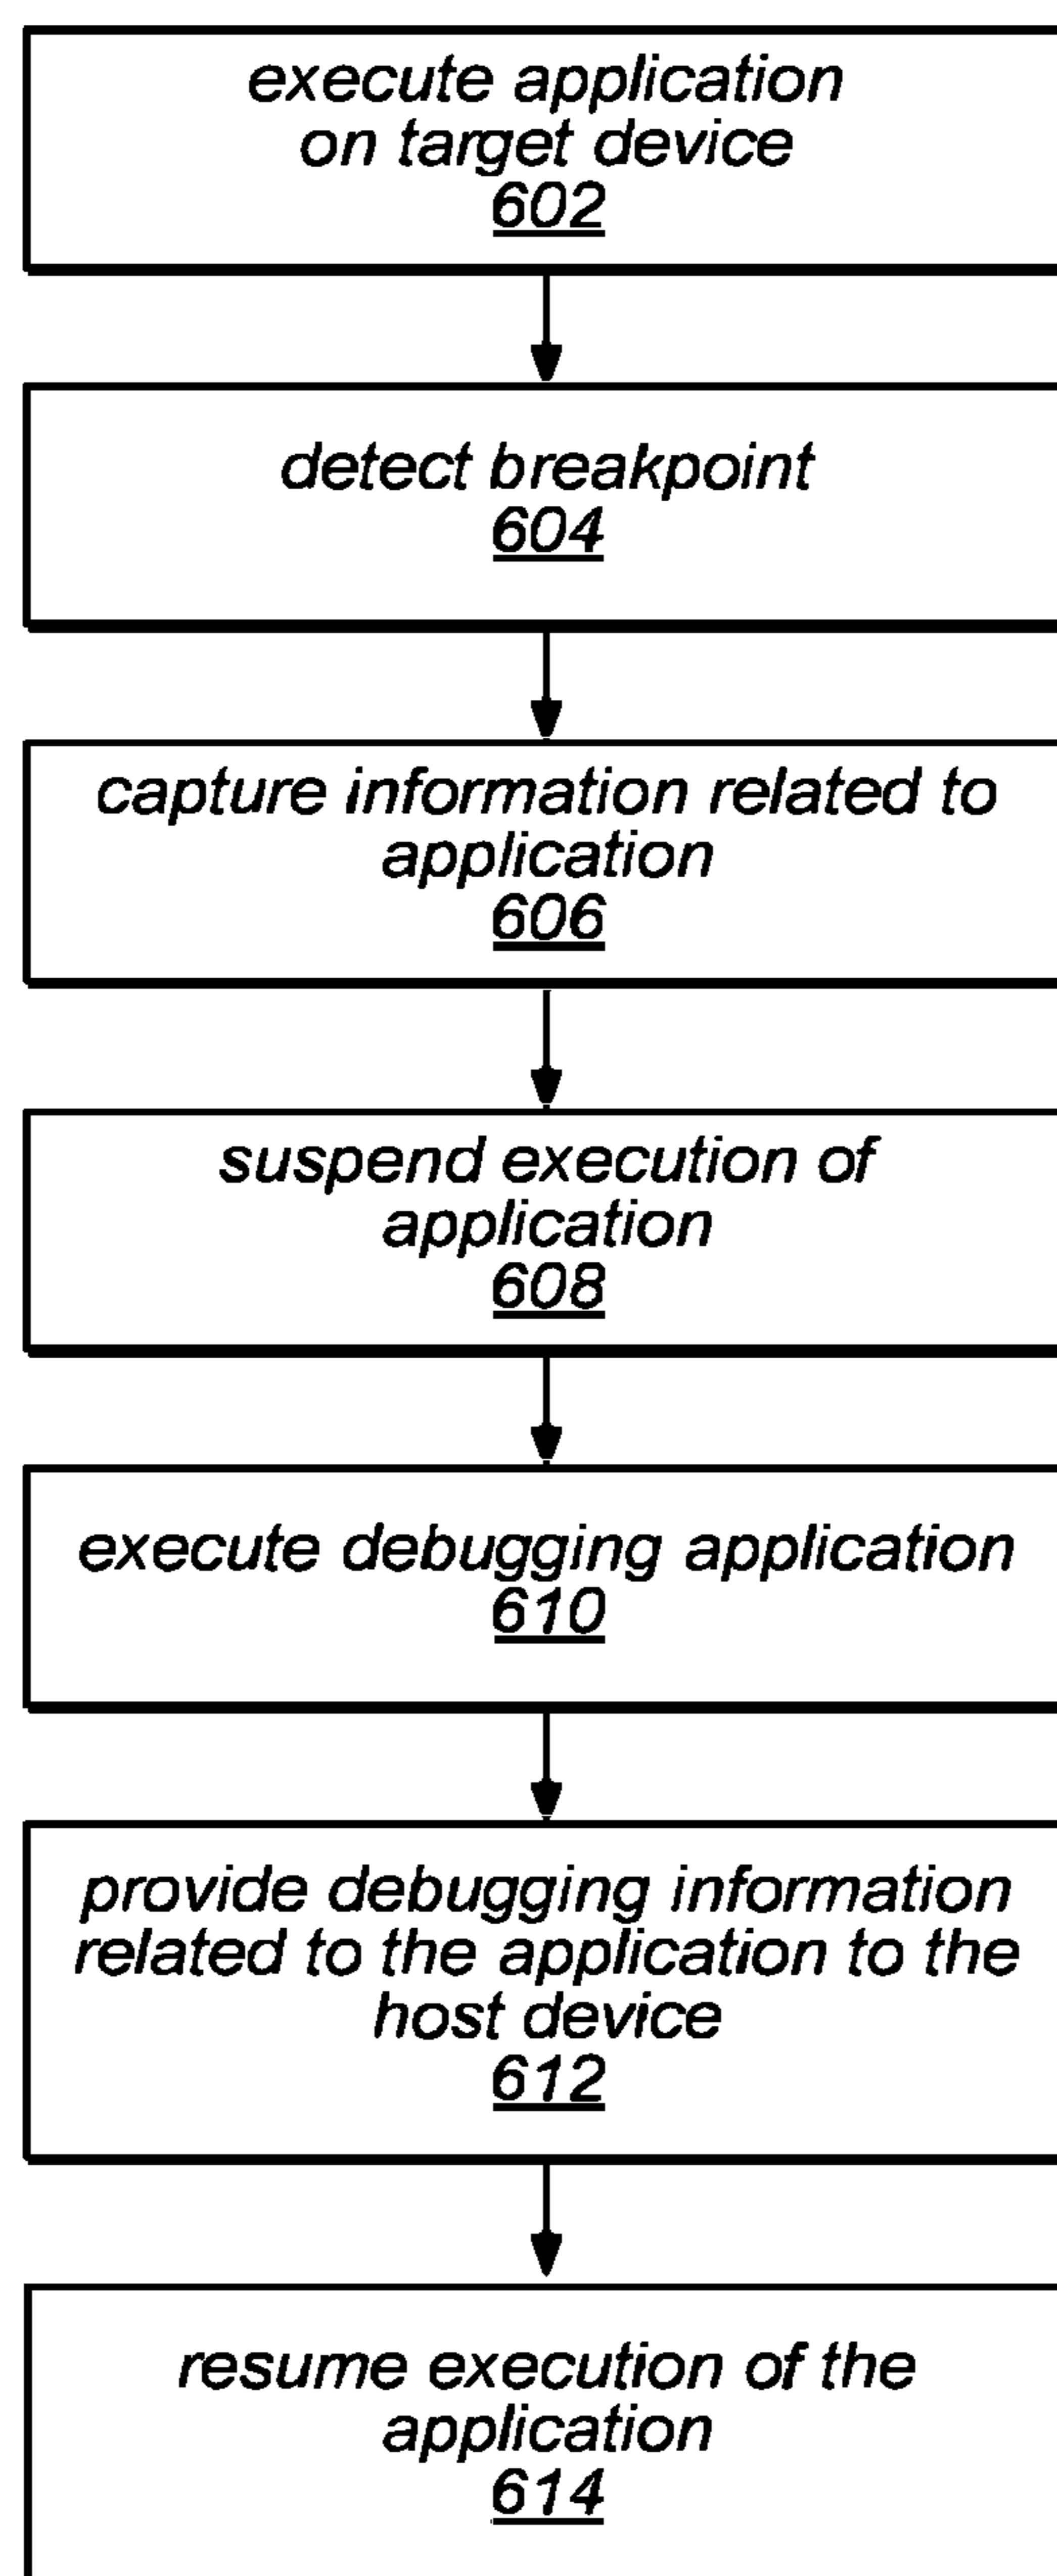 execute application
on target device
602
detect breakpoint
604
capture information related to
application
606
suspend execution of
application
608
execute debugging application
610
provide debugging information
related to the application to the
host device
612
resume execution of the
application
614